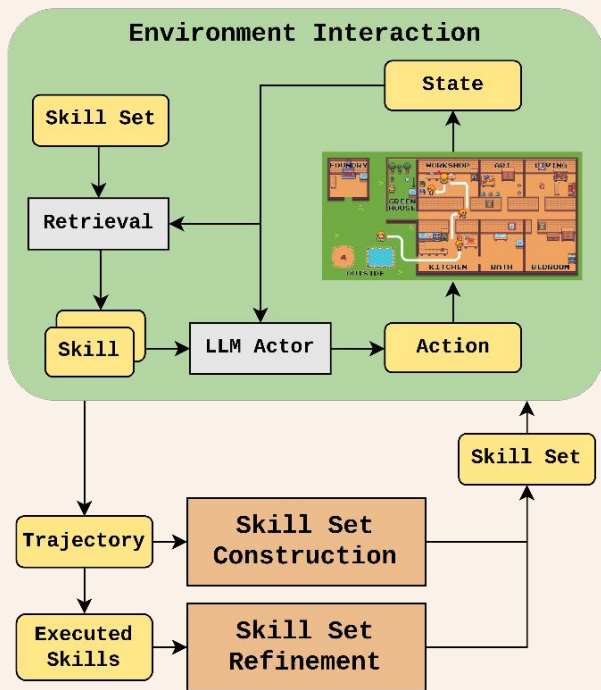 Environment Interaction
State
Skill Set
Retrieval
FOUNDRY
WORKSHOP
ART
LIVING
GREEN
HOUSE
OUTSIDE
KITCHEN
BATH
BEDROOM
Skill
LLM Actor
Action
Skill Set
Trajectory
Skill Set
Construction
Executed
Skills
Skill Set
Refinement